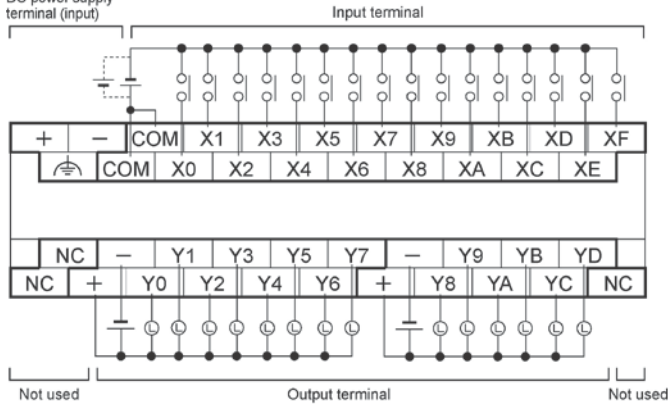 DC power supply
terminal (input)
Input terminal
+ − COM X1 X3 X5 X7 X9 XB XD XF
COM X0 X2 X4 X6 X8 XA XC XE
NC − Y1 Y3 Y5 Y7 − Y9 YB YD
NC + Y0 Y2 Y4 Y6 + Y8 YA YC NC
L L L L L L L L L L L L L L
Not used
Output terminal
Not used